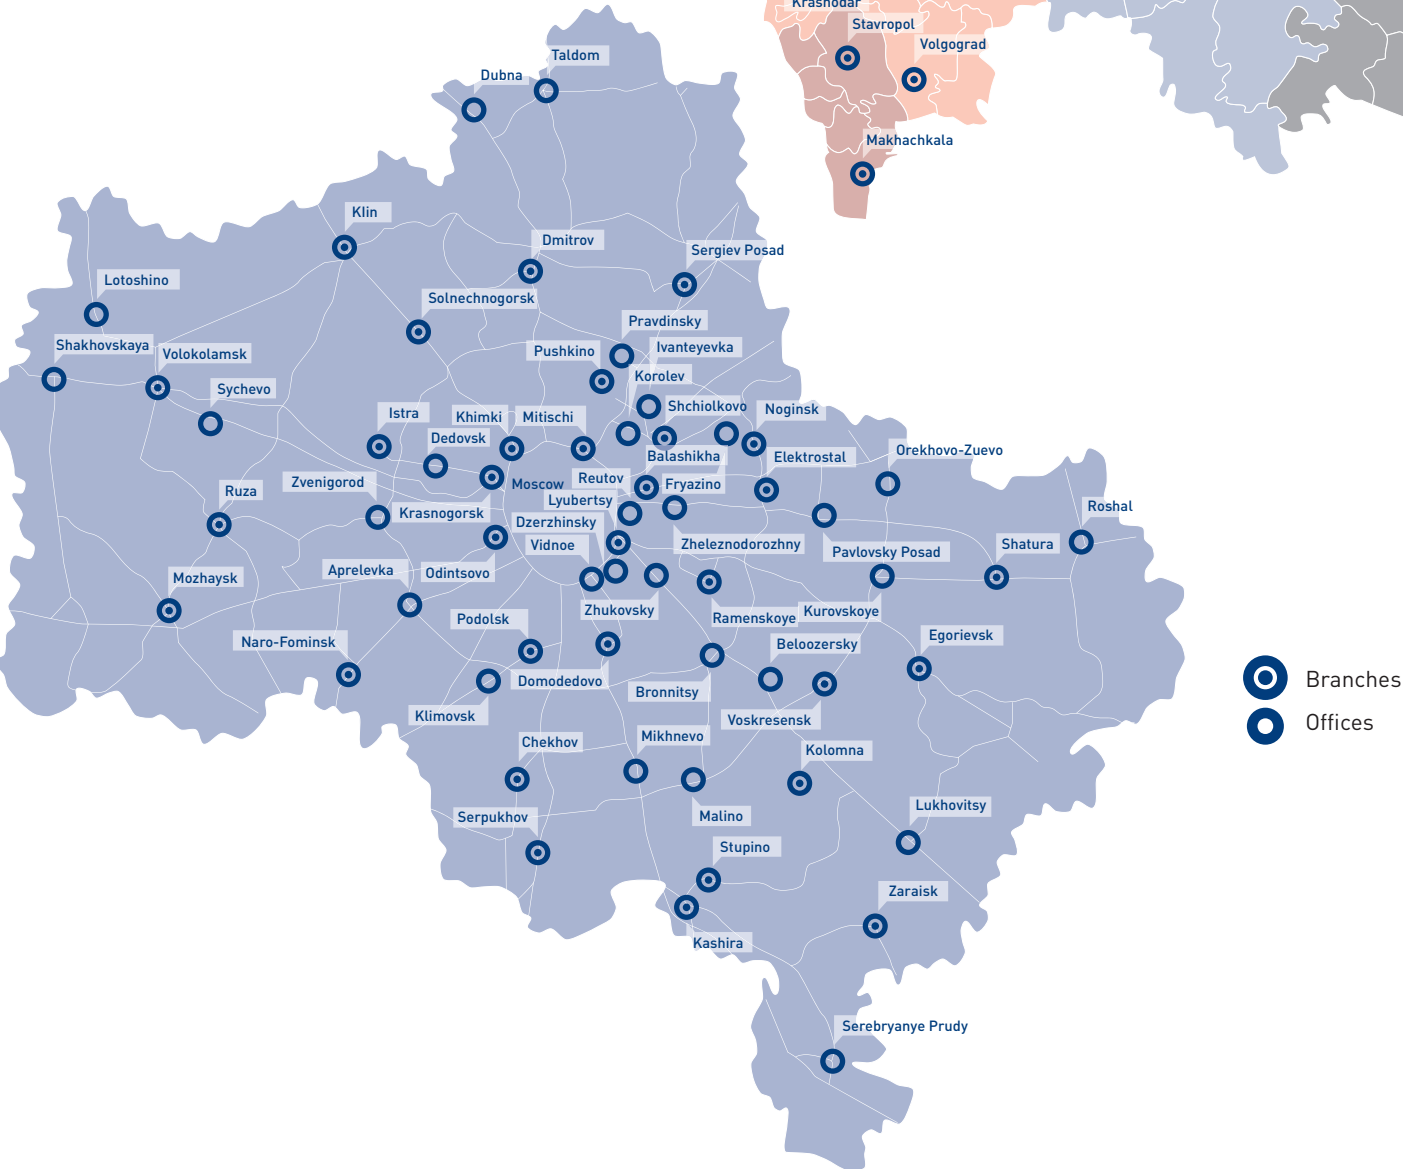 Krasnodar
Stavropol
Volgograd
Makhachkala
Taldom
Dubna
Klin
Dmitrov
Sergiev Posad
Lotoshino
Solnechnogorsk
Pravdinsky
Shakhovskaya
Volokolamsk
Pushkino
Ivanteyevka
Korolev
Sychevo
Istra
Khimki
Mitischi
Shchiolkovo
Noginsk
Dedovsk
Balashikha
Elektrostal
Orekhovo-Zuevo
Zvenigorod
Moscow
Reutov
Fryazino
Ruza
Lyubertsy
Krasnogorsk
Dzerzhinsky
Roshal
Vidnoe
Zheleznodorozhny
Pavlovsky Posad
Shatura
Mozhaysk
Aprelevka
Odintsovo
Zhukovsky
Ramenskoye
Kurovskoye
Podolsk
Naro-Fominsk
Beloozersky
Egorievsk
Domodedovo
Bronnitsy
Branches
Klimovsk
Voskresensk
Offices
Chekhov
Mikhnevo
Kolomna
Serpukhov
Malino
Lukhovitsy
Stupino
Zaraisk
Kashira
Serebryanye Prudy